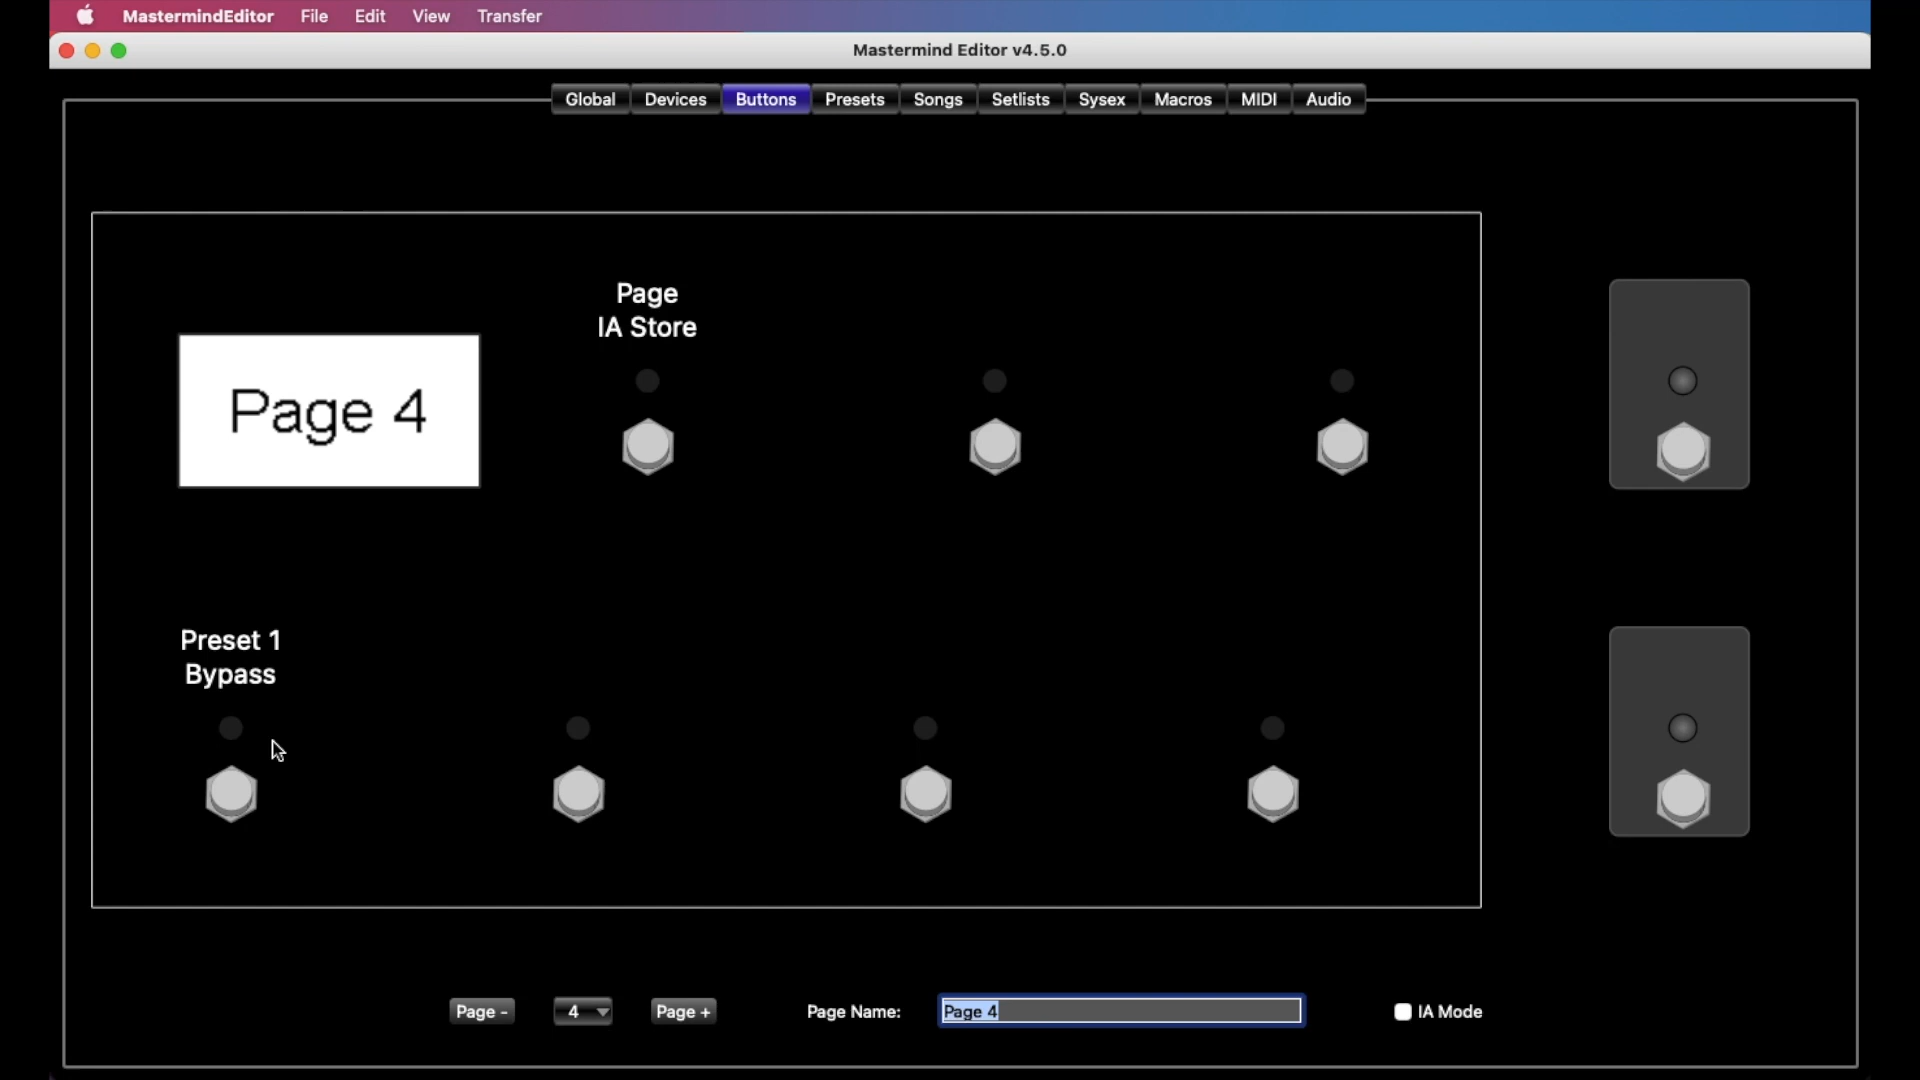 MastermindEditor File Edit View Transfer
Mastermind Editor v4.5.0
Global Devices Buttons Presets Songs Setlists Sysex Macros MIDI Audio
Page
IA Store
Page 4
Preset 1
Bypass
Page - 4 Page + Page Name: Page 4 IA Mode